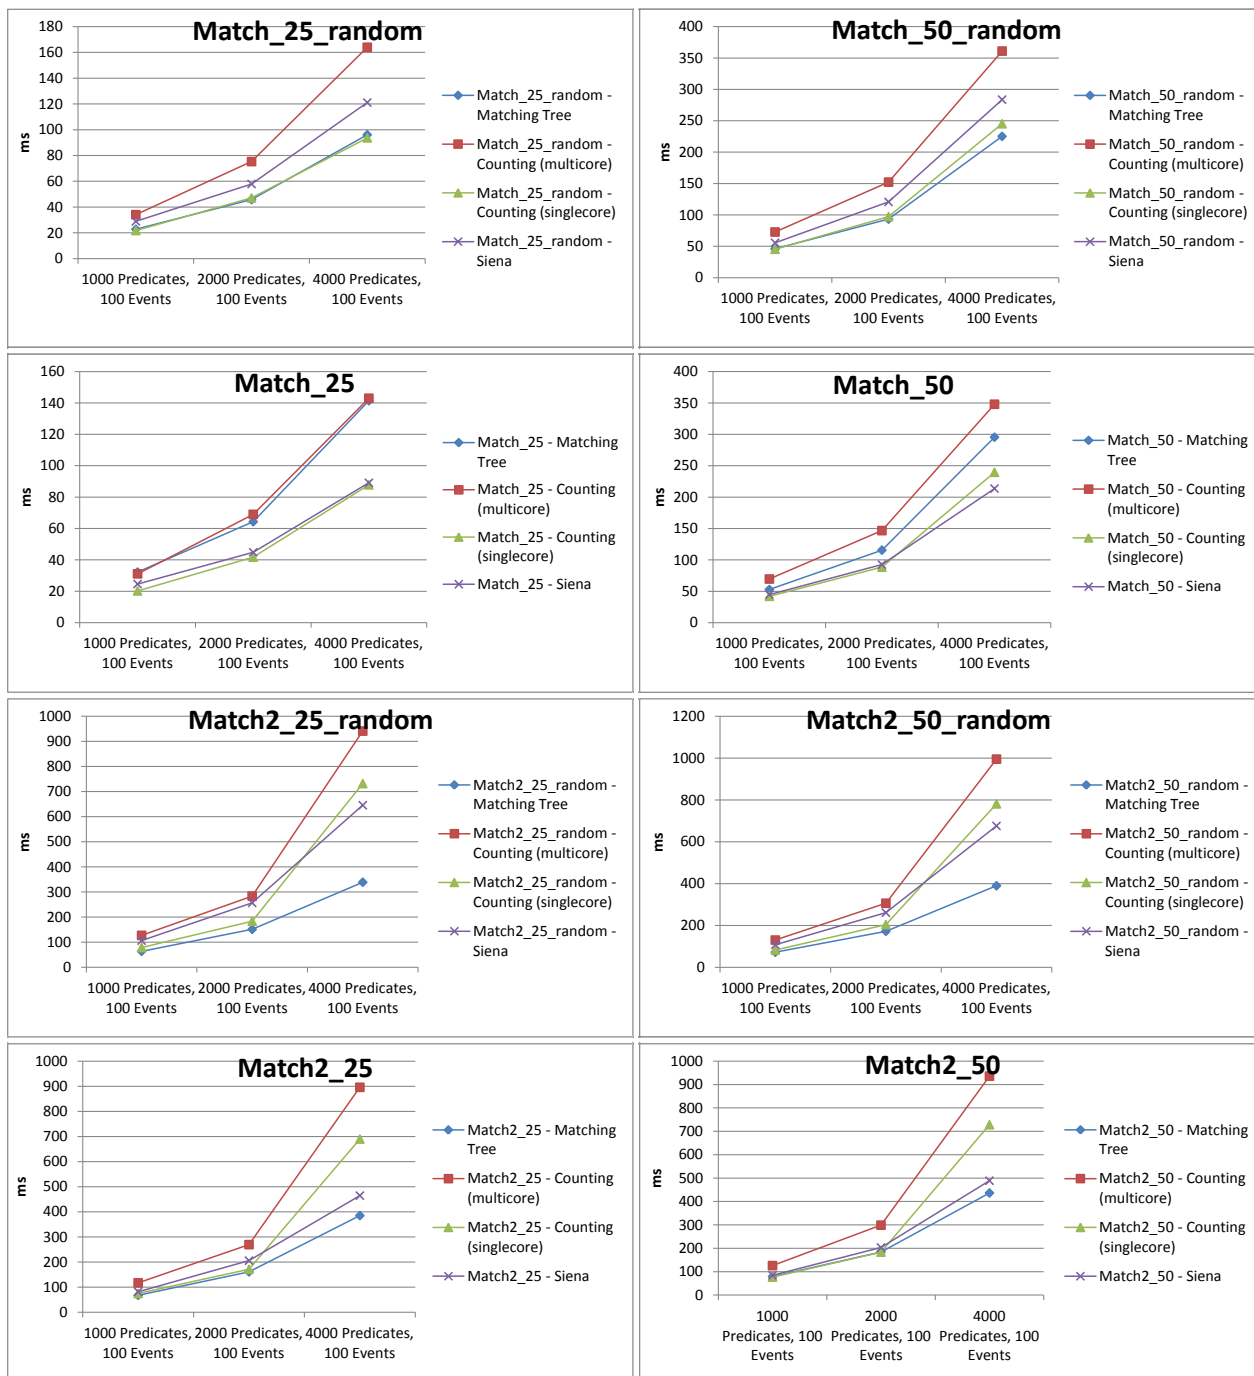 Match_25_random
180
160
140
120
100
80
60
40
20
0
ms
1000 Predicates, 2000 Predicates, 4000 Predicates,
100 Events 100 Events 100 Events
Match_25_random -
Matching Tree
Match_25_random -
Counting (multicore)
Match_25_random -
Counting (singlecore)
Match_25_random -
Siena
Match_50_random
400
350
300
250
200
150
100
50
0
ms
1000 Predicates, 2000 Predicates, 4000 Predicates,
100 Events 100 Events 100 Events
Match_50_random -
Matching Tree
Match_50_random -
Counting (multicore)
Match_50_random -
Counting (singlecore)
Match_50_random -
Siena
Match_25
160
140
120
100
80
60
40
20
0
ms
1000 Predicates, 2000 Predicates, 4000 Predicates,
100 Events 100 Events 100 Events
Match_25 - Matching
Tree
Match_25 - Counting
(multicore)
Match_25 - Counting
(singlecore)
Match_25 - Siena
Match_50
400
350
300
250
200
150
100
50
0
ms
1000 Predicates, 2000 Predicates, 4000 Predicates,
100 Events 100 Events 100 Events
Match_50 - Matching
Tree
Match_50 - Counting
(multicore)
Match_50 - Counting
(singlecore)
Match_50 - Siena
Match2_25_random
1000
900
800
700
600
500
400
300
200
100
0
ms
1000 Predicates, 2000 Predicates, 4000 Predicates,
100 Events 100 Events 100 Events
Match2_25_random -
Matching Tree
Match2_25_random -
Counting (multicore)
Match2_25_random -
Counting (singlecore)
Match2_25_random -
Siena
Match2_50_random
1200
1000
800
600
400
200
0
ms
1000 Predicates, 2000 Predicates, 4000 Predicates,
100 Events 100 Events 100 Events
Match2_50_random -
Matching Tree
Match2_50_random -
Counting (multicore)
Match2_50_random -
Counting (singlecore)
Match2_50_random -
Siena
Match2_25
1000
900
800
700
600
500
400
300
200
100
0
ms
1000 Predicates, 2000 Predicates, 4000 Predicates,
100 Events 100 Events 100 Events
Match2_25 - Matching
Tree
Match2_25 - Counting
(multicore)
Match2_25 - Counting
(singlecore)
Match2_25 - Siena
Match2_50
1000
900
800
700
600
500
400
300
200
100
0
ms
1000 2000 4000
Predicates, 100 Predicates, 100 Predicates, 100
Events Events Events
Match2_50 - Matching
Tree
Match2_50 - Counting
(multicore)
Match2_50 - Counting
(singlecore)
Match2_50 - Siena